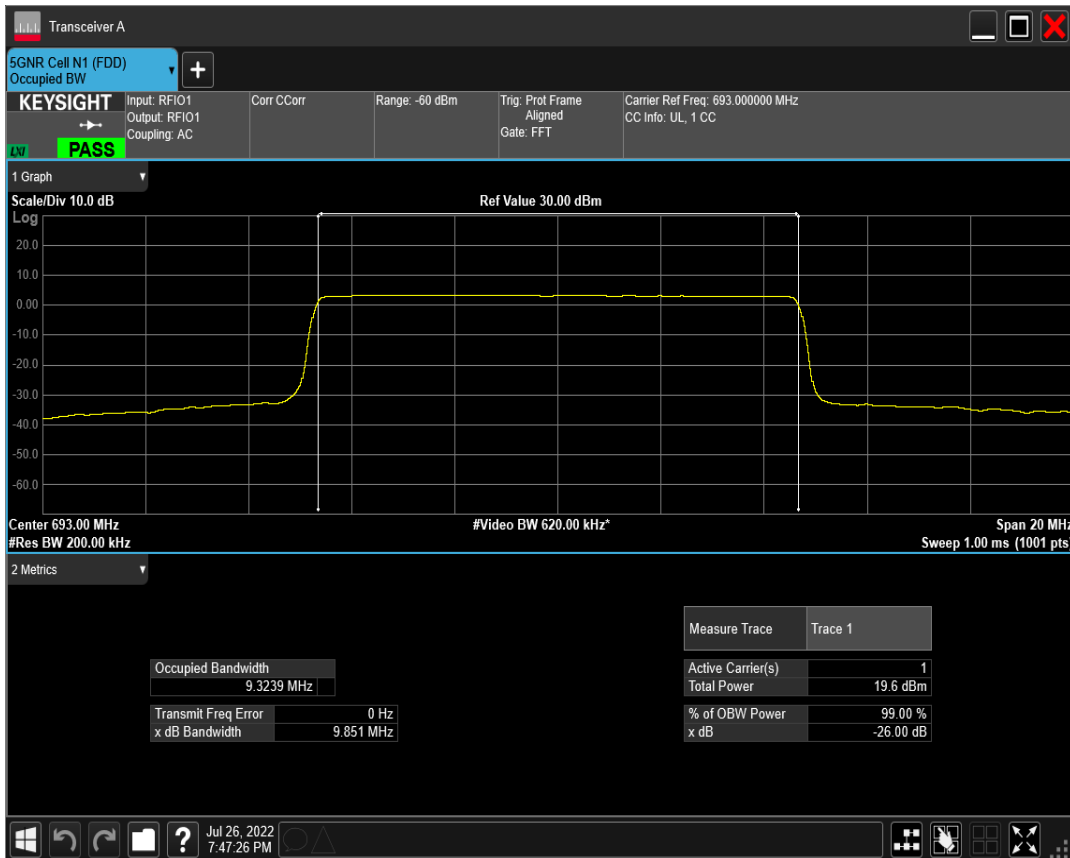 Transceiver A
5GNR Cell N1 (FDD)
Occupied BW
+
KEYSIGHT
LXI
PASS
Input: RFIO1
Output: RFIO1
Coupling: AC
Corr CCorr
Range: -60 dBm
Trig: Prot Frame
Aligned
Gate: FFT
Carrier Ref Freq: 693.000000 MHz
CC Info: UL, 1 CC
1 Graph
Scale/Div 10.0 dB
Ref Value 30.00 dBm
Log
20.0
10.0
0.00
-10.0
-20.0
-30.0
-40.0
-50.0
-60.0
Center 693.00 MHz
#Video BW 620.00 kHz*
Span 20 MHz
#Res BW 200.00 kHz
Sweep 1.00 ms (1001 pts)
2 Metrics
Measure Trace Trace 1
Occupied Bandwidth
9.3239 MHz
Active Carrier(s) 1
Total Power 19.6 dBm
Transmit Freq Error 0 Hz
x dB Bandwidth 9.851 MHz
% of OBW Power 99.00 %
x dB -26.00 dB
?
Jul 26, 2022
7:47:26 PM